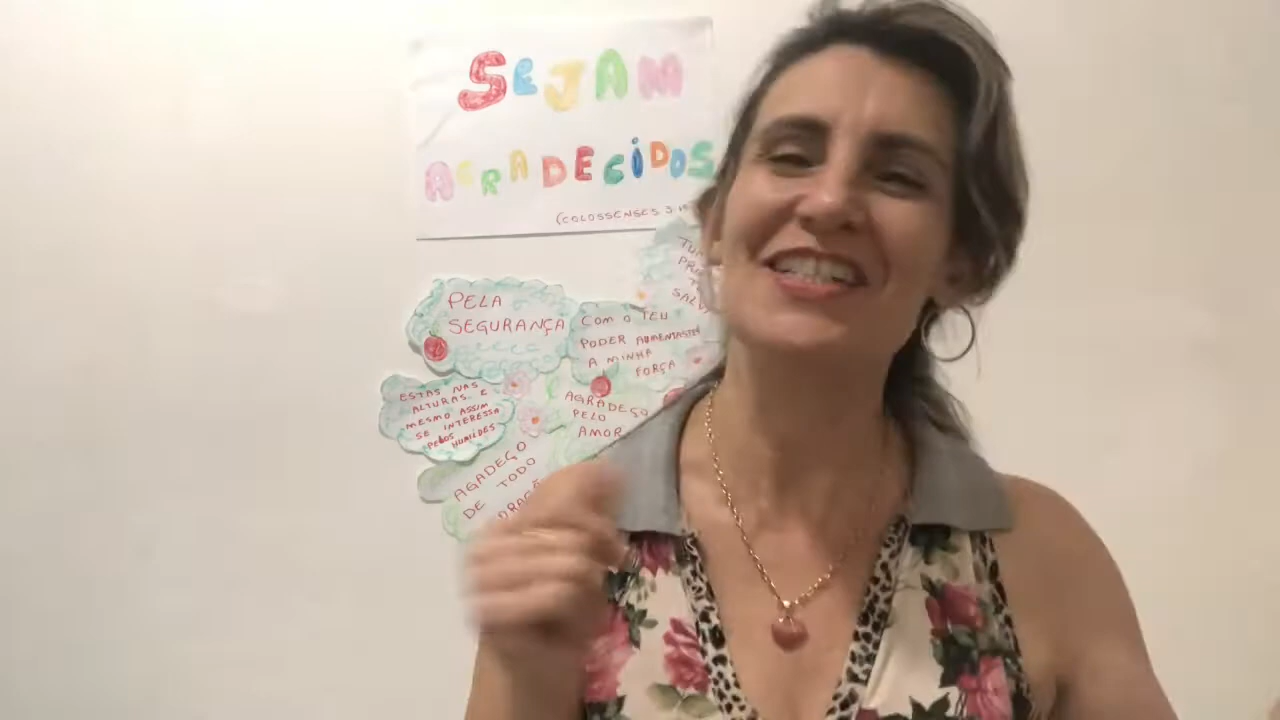 SEJAM
AGRADECIDOS
(COLOSSENSES 3.
PELA
SEGURANÇA
COM O TEU
PODER AUMENTASTES
A MINHA
FORÇA
ESTAS NAS
ALTURAS. E
MESMO ASSIM
SE INTERESSA
PELOS HUMILDES
AGRADEÇO
PELO
AMOR
AGADEÇO
DE TODO